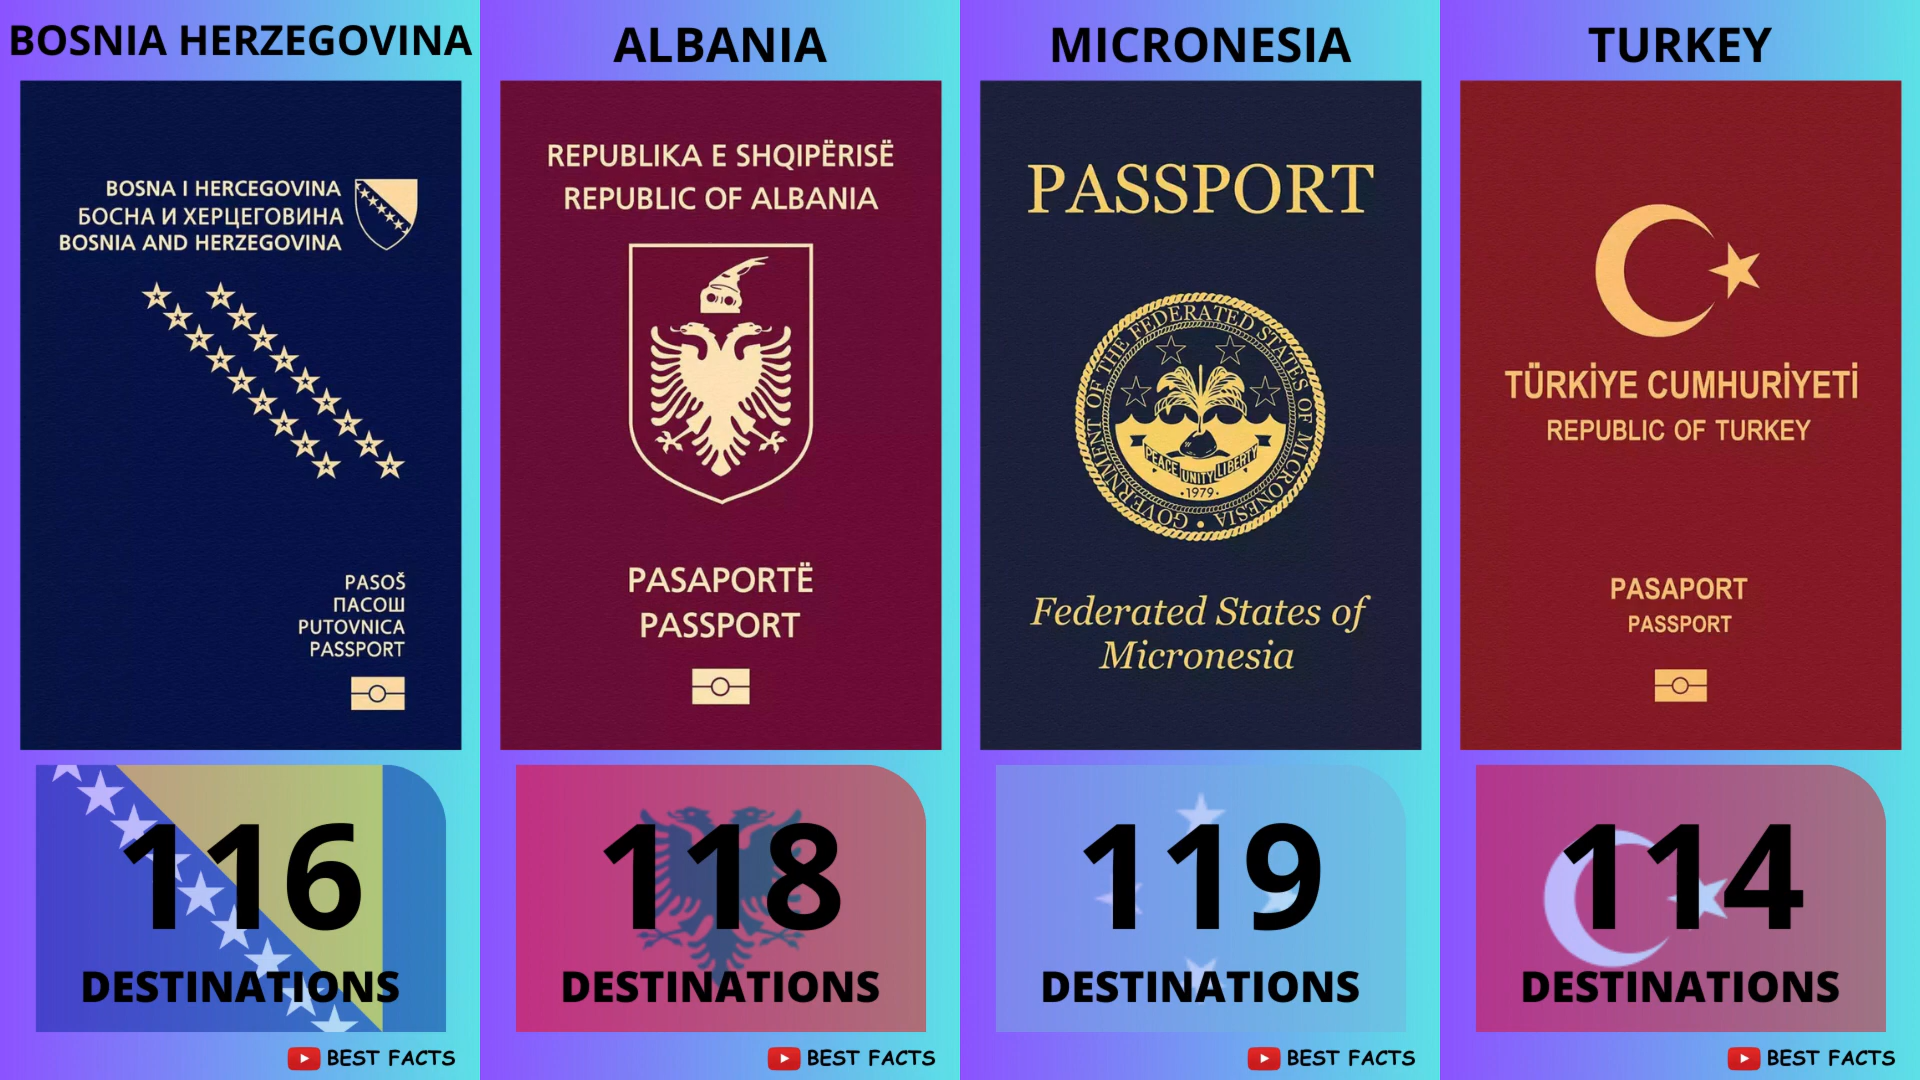 BOSNIA HERZEGOVINA
BOSNA I HERCEGOVINA
БОСНА И ХЕРЦЕГОВИНА
BOSNIA AND HERZEGOVINA
PASOŠ
ПАСОШ
PUTOVNICA
PASSPORT
116
DESTINATIONS
BEST FACTS
ALBANIA
REPUBLIKA E SHQIPËRISË
REPUBLIC OF ALBANIA
PASAPORTË
PASSPORT
118
DESTINATIONS
BEST FACTS
MICRONESIA
PASSPORT
GOVERNMENT OF THE FEDERATED STATES OF MICRONESIA
PEACE UNITY LIBERTY
1979
Federated States of
Micronesia
119
DESTINATIONS
BEST FACTS
TURKEY
TÜRKİYE CUMHURİYETİ
REPUBLIC OF TURKEY
PASAPORT
PASSPORT
114
DESTINATIONS
BEST FACTS